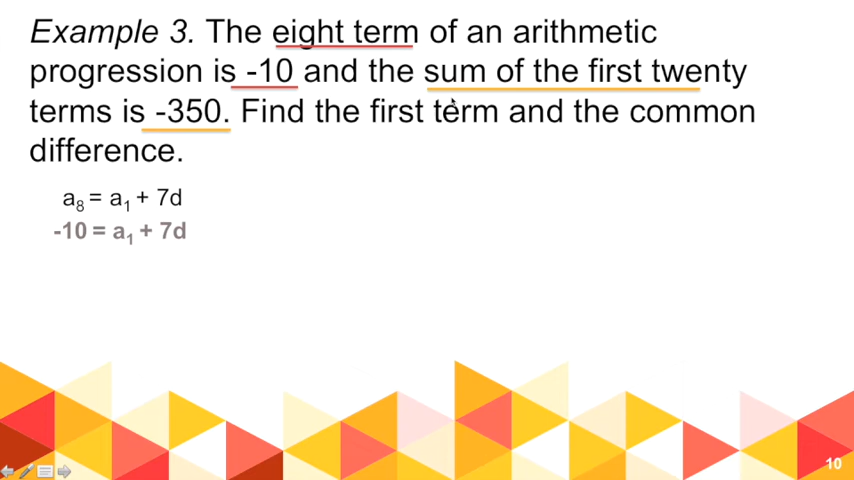 Example 3. The eight term of an arithmetic
progression is -10 and the sum of the first twenty
terms is -350. Find the first term and the common
difference.
a₈ = a₁ + 7d
-10 = a₁ + 7d
10